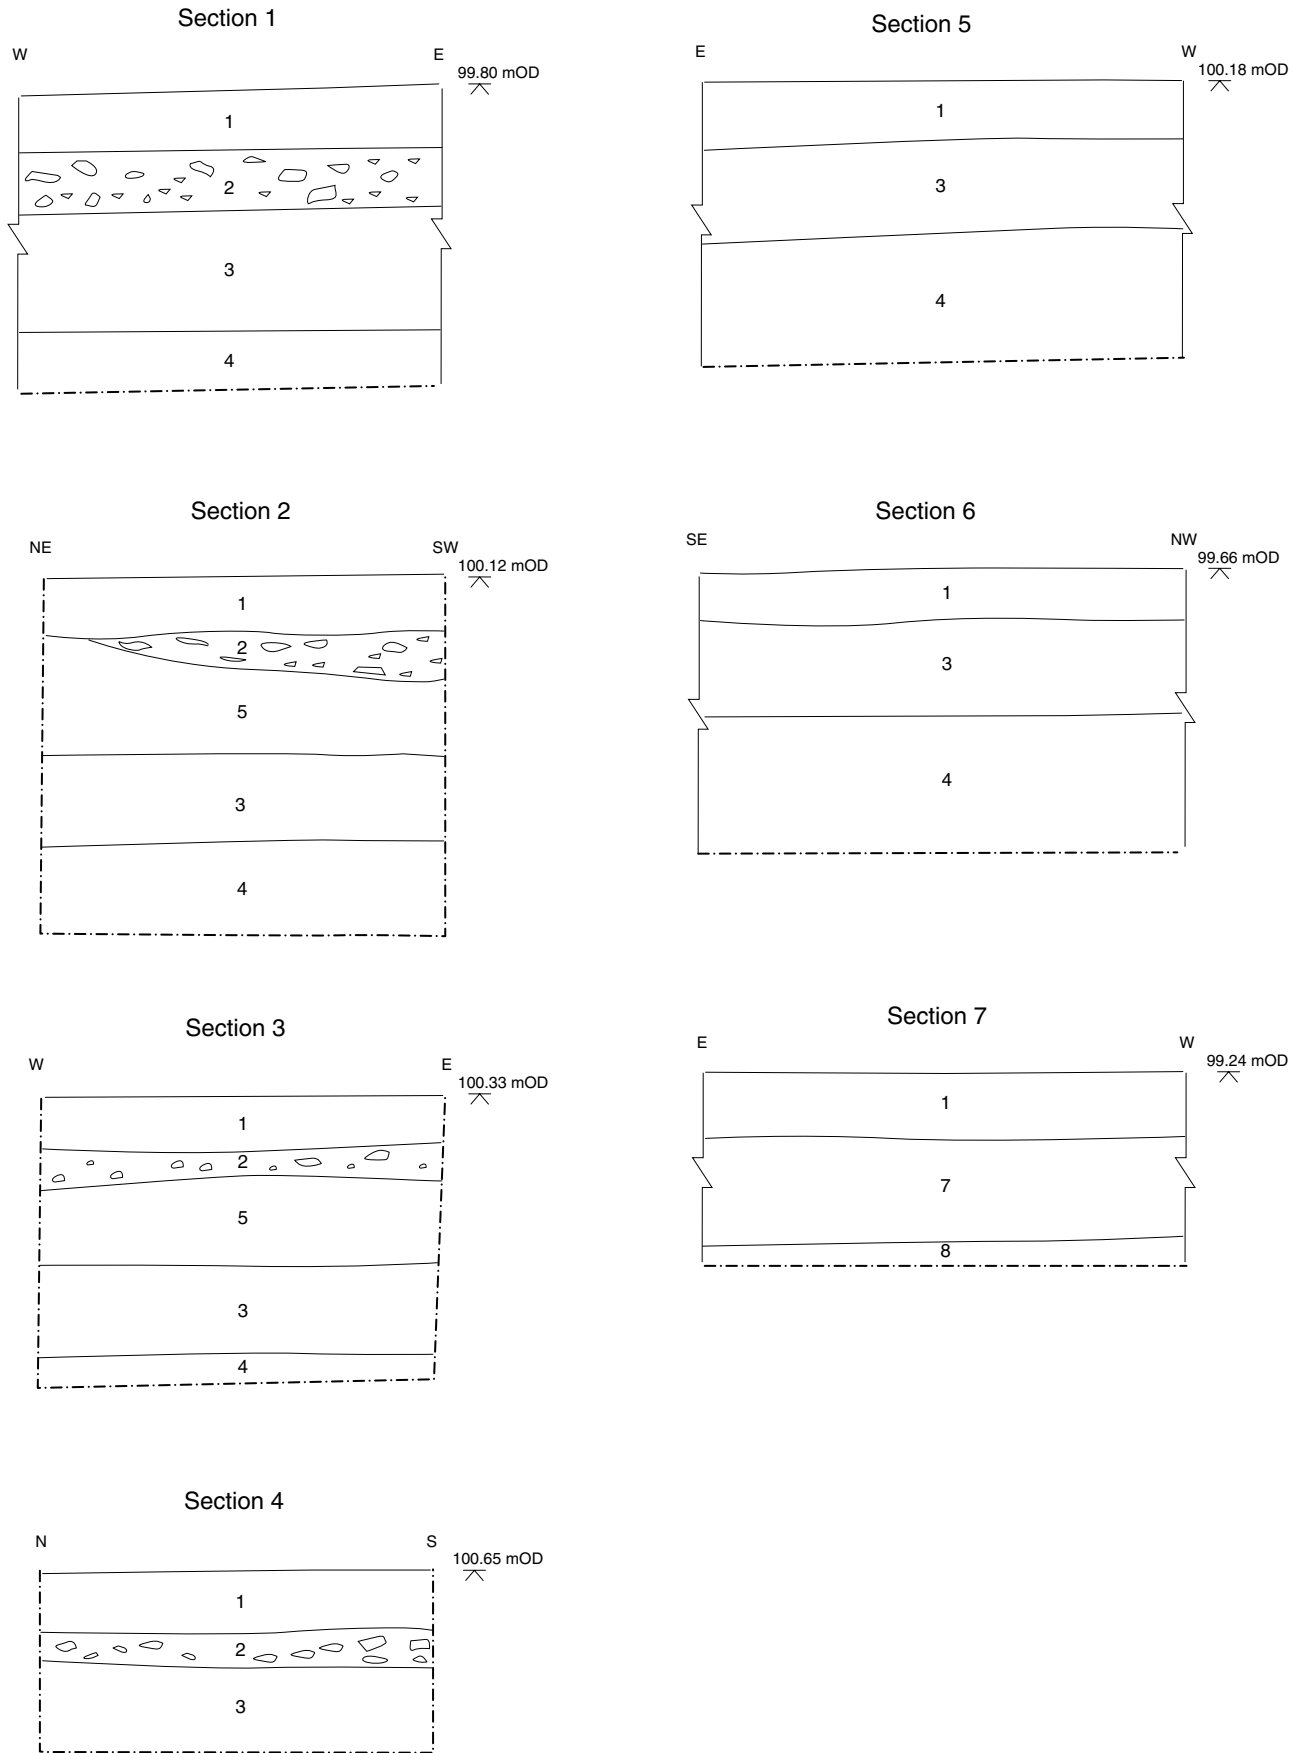 Section 1
W
E
99.80 mOD
1
2
3
4
Section 2
NE
SW
100.12 mOD
1
2
5
3
4
Section 3
W
E
100.33 mOD
1
2
5
3
4
Section 4
N
S
100.65 mOD
1
2
3
Section 5
E
W
100.18 mOD
1
3
4
Section 6
SE
NW
99.66 mOD
1
3
4
Section 7
E
W
99.24 mOD
1
7
8